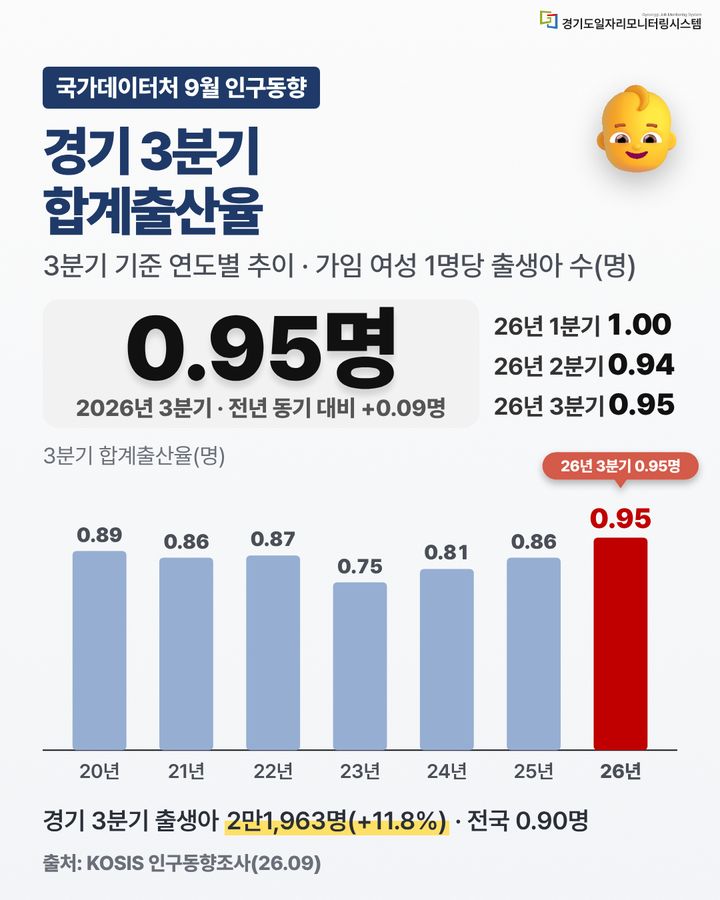 경기도일자리모니터링시스템
국가데이터처 9월 인구동향
경기 3분기
합계출산율
3분기 기준 연도별 추이 · 가임 여성 1명당 출생아 수(명)
0.95명
2026년 3분기 · 전년 동기 대비 +0.09명
26년 1분기 1.00
26년 2분기 0.94
26년 3분기 0.95
3분기 합계출산율(명)
26년 3분기 0.95명
0.89 0.86 0.87 0.75 0.81 0.86 0.95
20년 21년 22년 23년 24년 25년 26년
경기 3분기 출생아 2만1,963명(+11.8%) · 전국 0.90명
출처: KOSIS 인구동향조사(26.09)